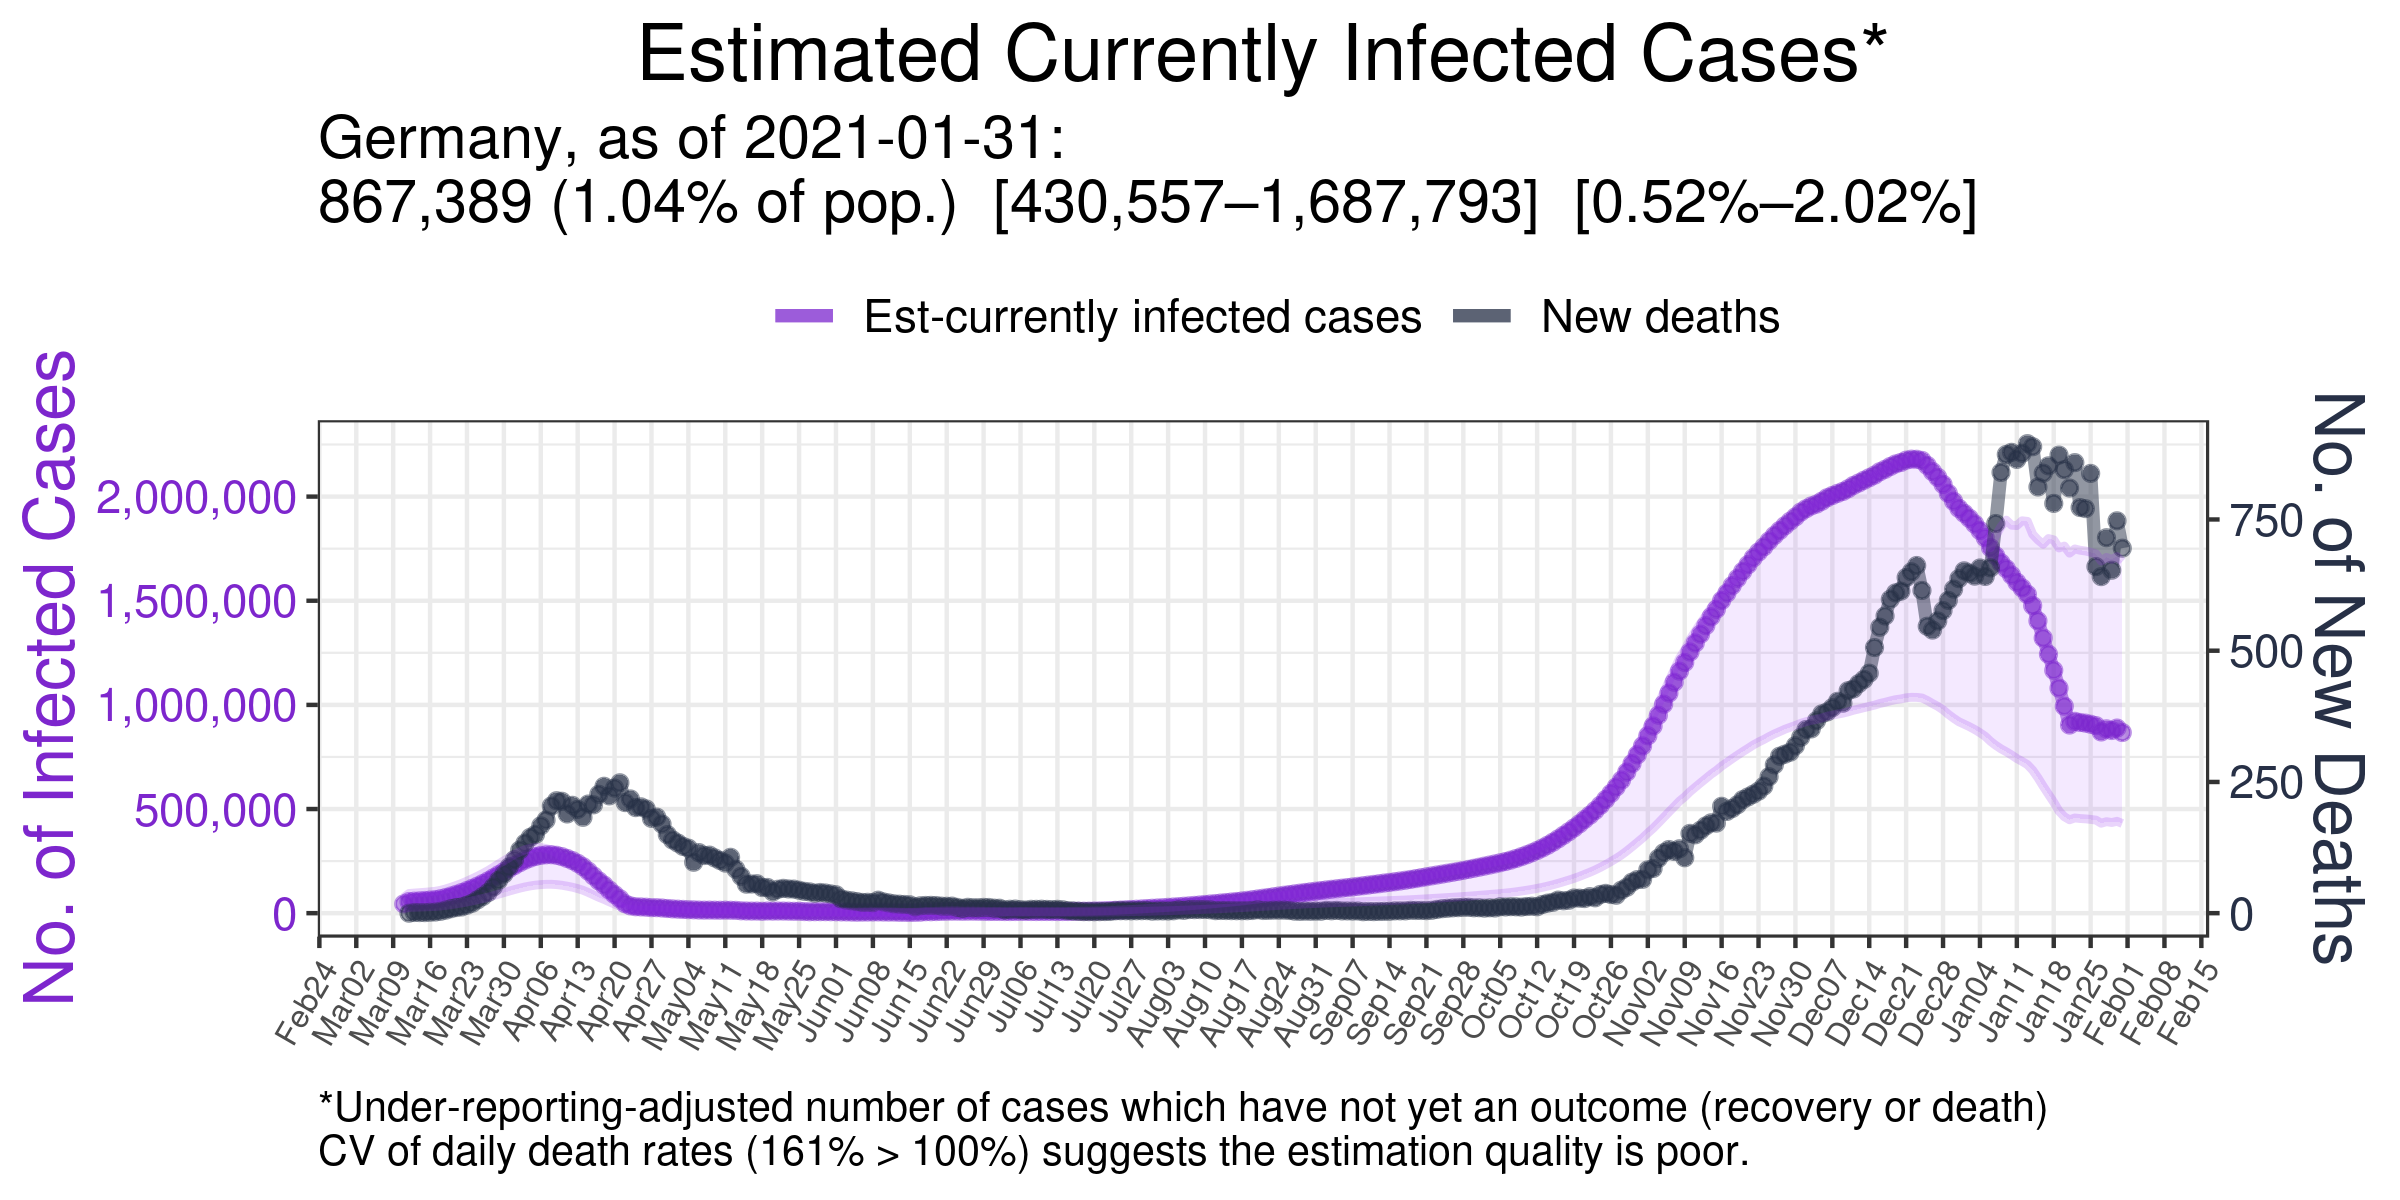 Estimated Currently Infected Cases*
Germany, as of 2021-01-31:
867,389 (1.04% of pop.)  [430,557–1,687,793]  [0.52%–2.02%]
Est-currently infected cases
New deaths
No. of Infected Cases
2,000,000
1,500,000
1,000,000
500,000
0
No. of New Deaths
750
500
250
0
Feb24
Mar02
Mar09
Mar16
Mar23
Mar30
Apr06
Apr13
Apr20
Apr27
May04
May11
May18
May25
Jun01
Jun08
Jun15
Jun22
Jun29
Jul06
Jul13
Jul20
Jul27
Aug03
Aug10
Aug17
Aug24
Aug31
Sep07
Sep14
Sep21
Sep28
Oct05
Oct12
Oct19
Oct26
Nov02
Nov09
Nov16
Nov23
Nov30
Dec07
Dec14
Dec21
Dec28
Jan04
Jan11
Jan18
Jan25
Feb01
Feb08
Feb15
*Under-reporting-adjusted number of cases which have not yet an outcome (recovery or death)
CV of daily death rates (161% > 100%) suggests the estimation quality is poor.